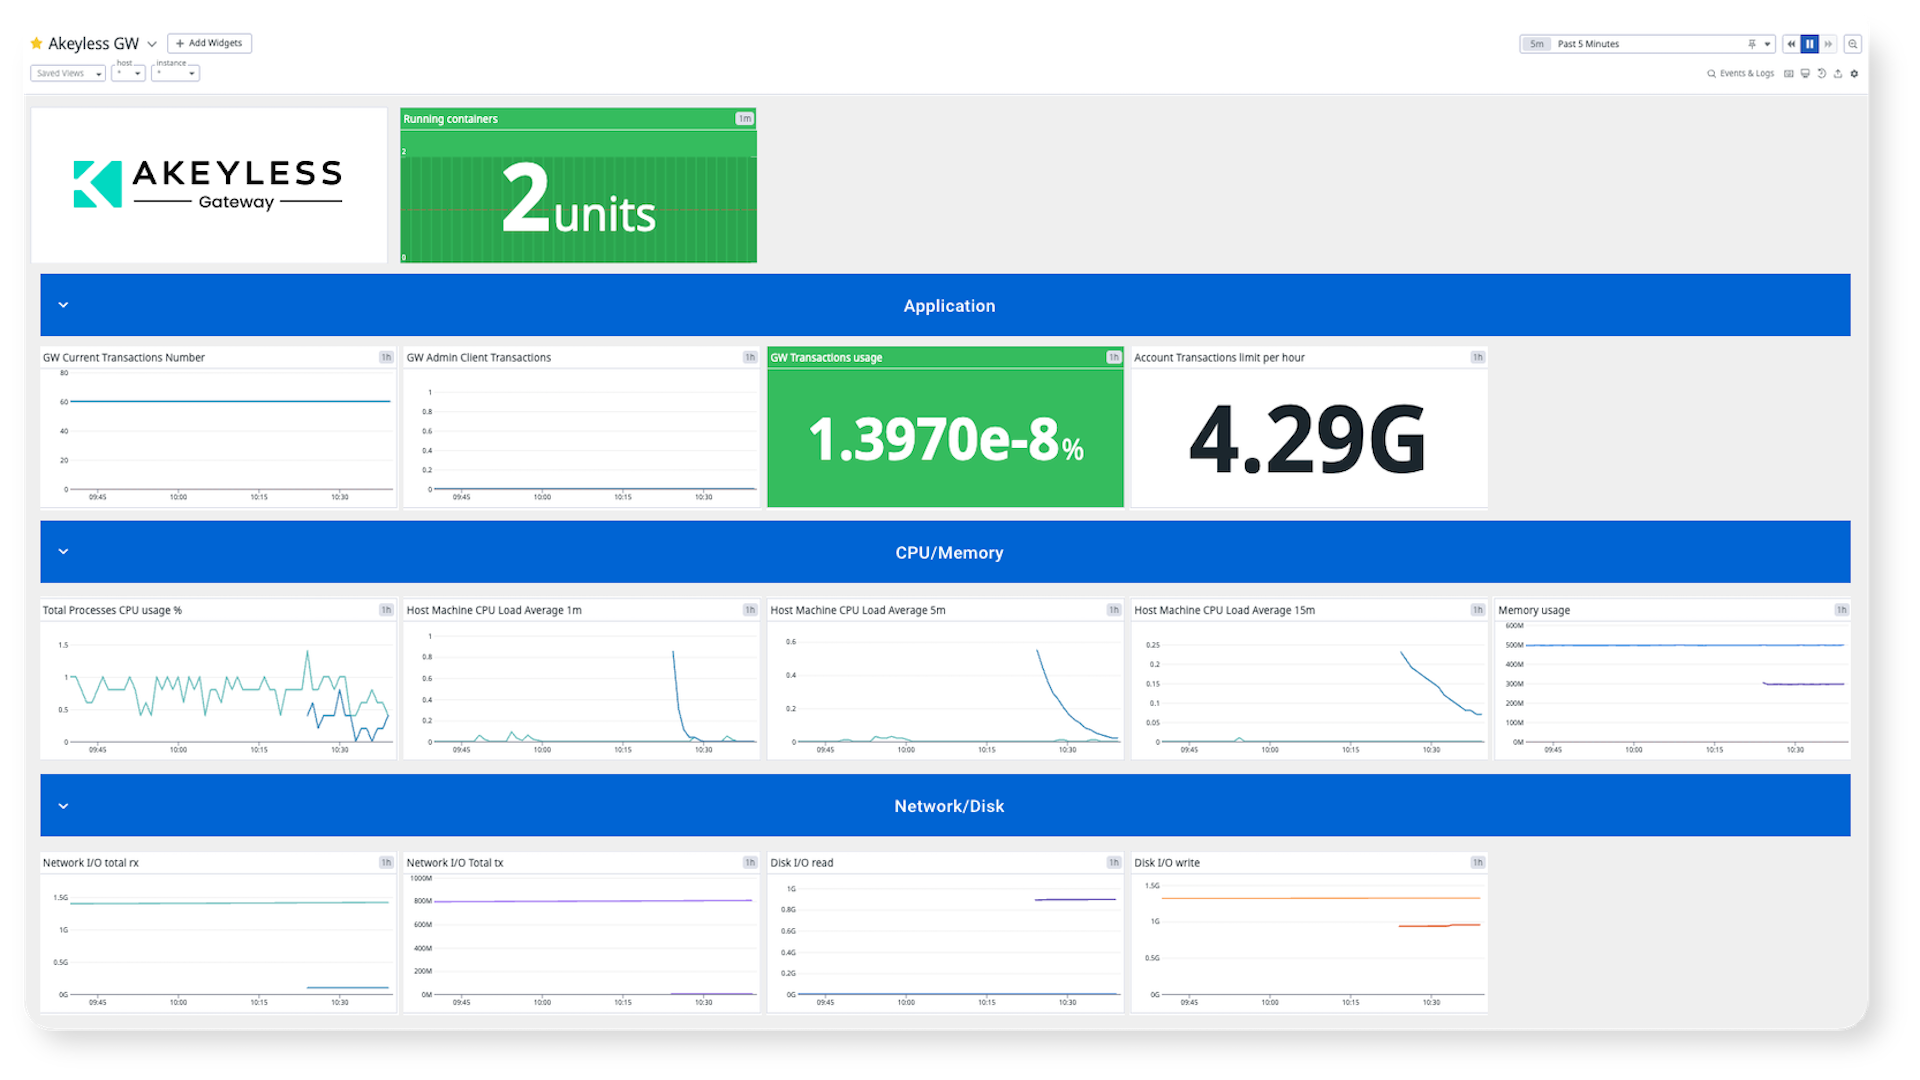 Akeyless GW
+ Add Widgets
5m Past 5 Minutes
Saved Views
host
*
instance
*
Events & Logs
AKEYLESS
Gateway
Running containers 1m
2
2 units
0
Application
GW Current Transactions Number 1h
80
60
40
20
0
09:45 10:00 10:15 10:30
GW Admin Client Transactions 1h
1
0.8
0.6
0.4
0.2
0
09:45 10:00 10:15 10:30
GW Transactions usage 1h
1.3970e-8%
Account Transactions limit per hour 1h
4.29G
CPU/Memory
Total Processes CPU usage % 1h
1.5
1
0.5
0
09:45 10:00 10:15 10:30
Host Machine CPU Load Average 1m 1h
1
0.8
0.6
0.4
0.2
0
09:45 10:00 10:15 10:30
Host Machine CPU Load Average 5m 1h
0.6
0.4
0.2
0
09:45 10:00 10:15 10:30
Host Machine CPU Load Average 15m 1h
0.25
0.2
0.15
0.1
0.05
0
09:45 10:00 10:15 10:30
Memory usage 1h
600M
500M
400M
300M
200M
100M
0M
09:45 10:00 10:15 10:30
Network/Disk
Network I/O total rx 1h
1.5G
1G
0.5G
0G
09:45 10:00 10:15 10:30
Network I/O Total tx 1h
1000M
800M
600M
400M
200M
0M
09:45 10:00 10:15 10:30
Disk I/O read 1h
1G
0.8G
0.6G
0.4G
0.2G
0G
09:45 10:00 10:15 10:30
Disk I/O write 1h
1.5G
1G
0.5G
0G
09:45 10:00 10:15 10:30